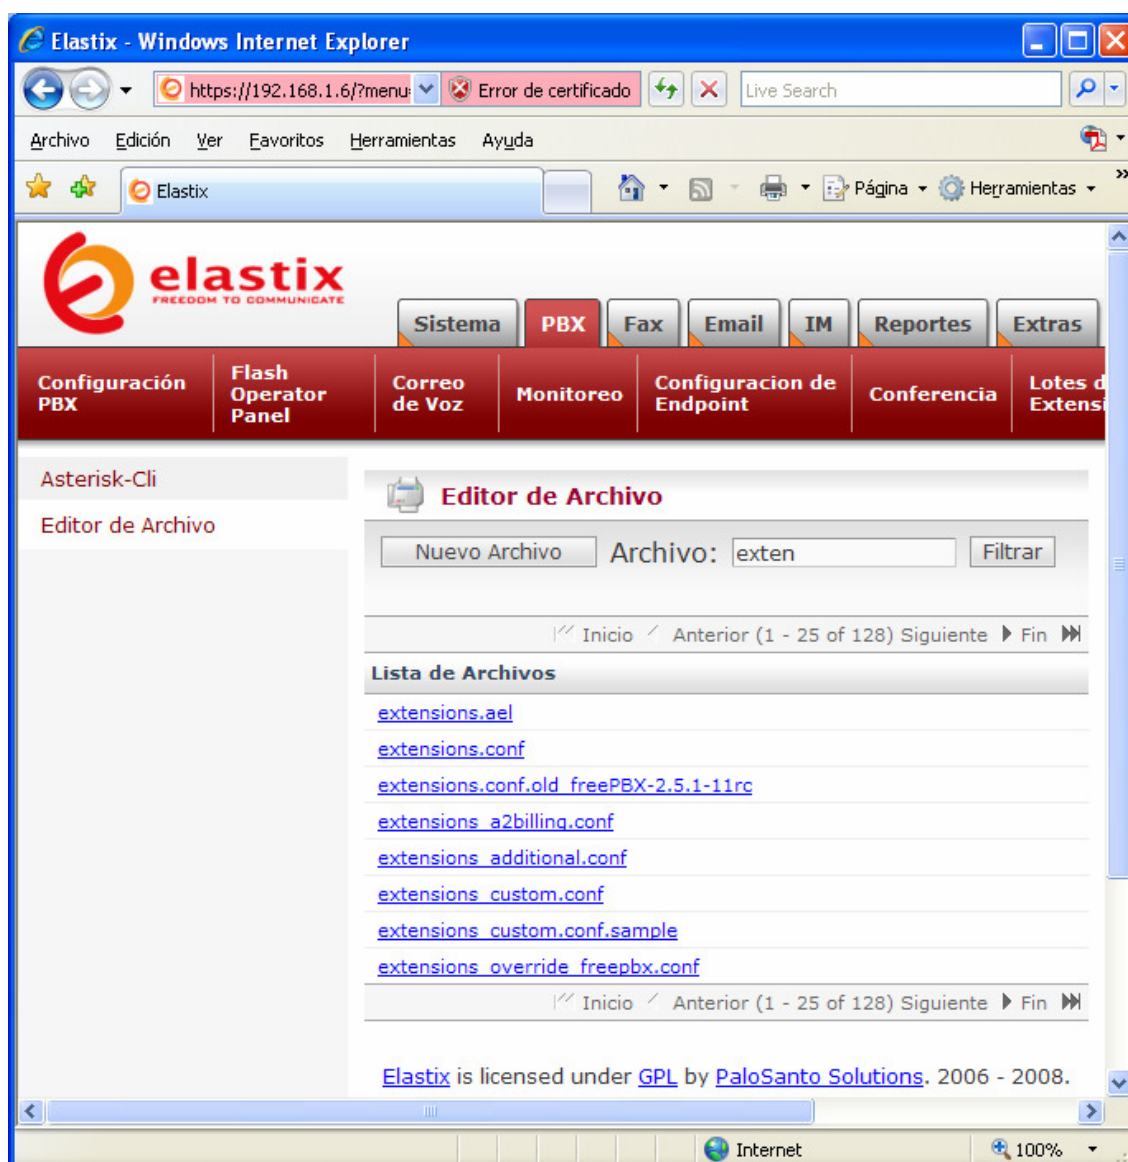 Elastix - Windows Internet Explorer
https://192.168.1.6/?menu= Error de certificado Live Search
Archivo Edición Ver Favoritos Herramientas Ayuda
Elastix Página Herramientas
elastix
FREEDOM TO COMMUNICATE
Sistema PBX Fax Email IM Reportes Extras
Configuración PBX
Flash Operator Panel
Correo de Voz
Monitoreo
Configuracion de Endpoint
Conferencia
Lotes d
Extensi
Asterisk-Cli
Editor de Archivo
Editor de Archivo
Nuevo Archivo Archivo: exten Filtrar
Inicio Anterior (1 - 25 of 128) Siguiente Fin
Lista de Archivos
extensions.ael
extensions.conf
extensions.conf.old_freePBX-2.5.1-11rc
extensions_a2billing.conf
extensions_additional.conf
extensions_custom.conf
extensions_custom.conf.sample
extensions_override_freepbx.conf
Inicio Anterior (1 - 25 of 128) Siguiente Fin
Elastix is licensed under GPL by PaloSanto Solutions. 2006 - 2008.
Internet 100%